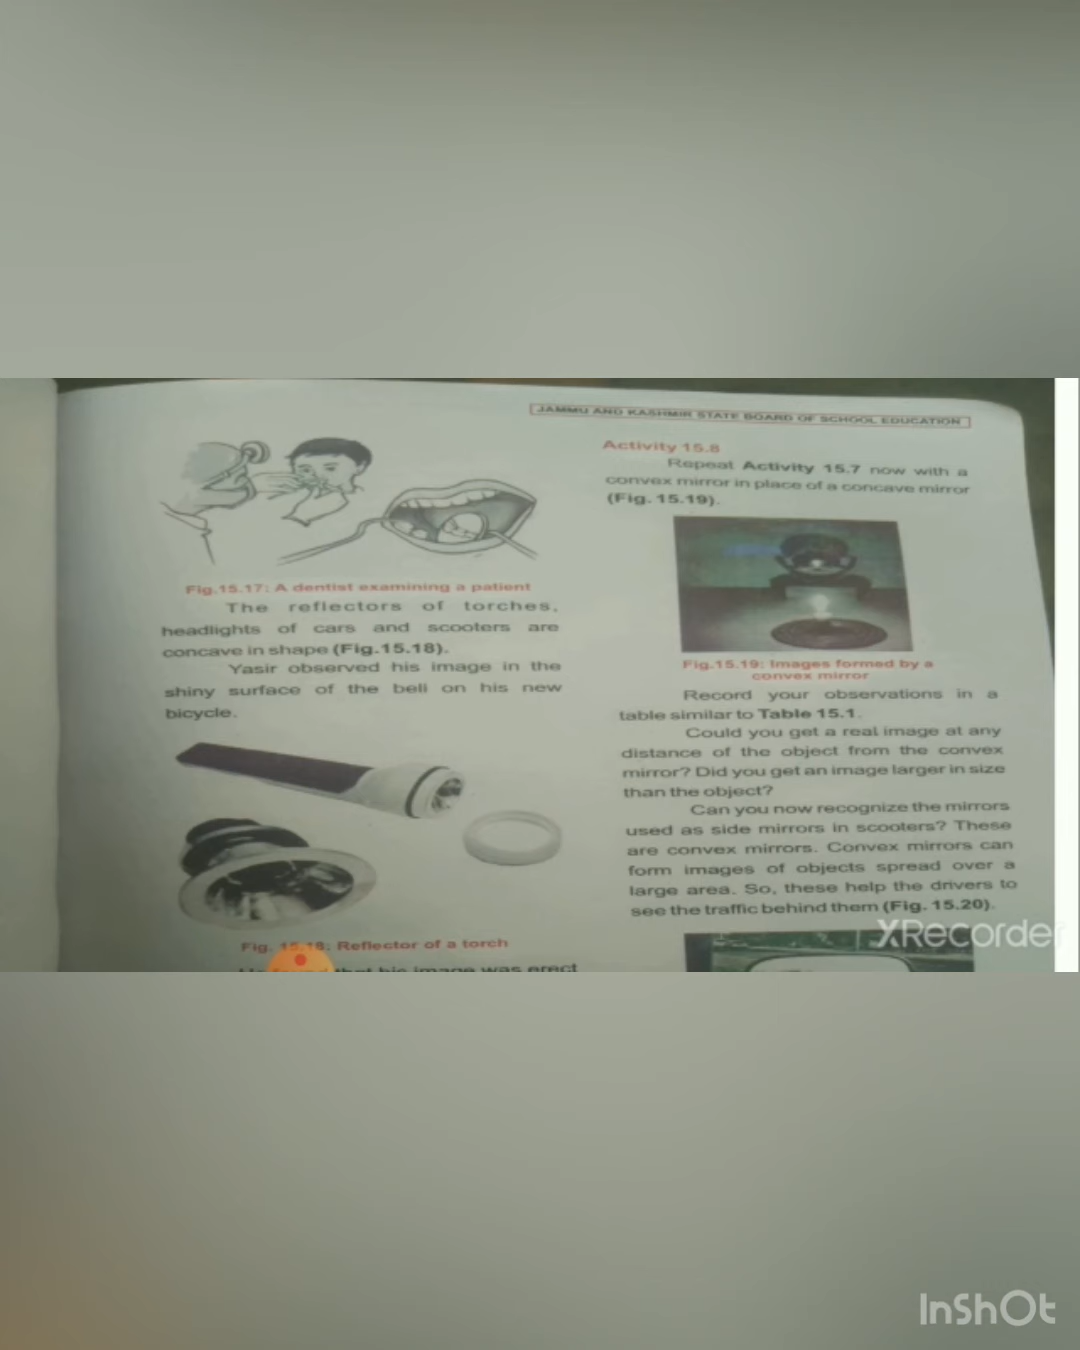 JAMMU AND KASHMIR STATE BOARD OF SCHOOL EDUCATION
Fig.15.17: A dentist examining a patient
The reflectors of torches,
headlights of cars and scooters are
concave in shape (Fig.15.18).
Yasir observed his image in the
shiny surface of the bell on his new
bicycle.
Fig. 15.18: Reflector of a torch
that his image was erect
Activity 15.8
Repeat Activity 15.7 now with a
convex mirror in place of a concave mirror
(Fig. 15.19).
Fig.15.19: Images formed by a
convex mirror
Record your observations in a
table similar to Table 15.1.
Could you get a real image at any
distance of the object from the convex
mirror? Did you get an image larger in size
than the object?
Can you now recognize the mirrors
used as side mirrors in scooters? These
are convex mirrors. Convex mirrors can
form images of objects spread over a
large area. So, these help the drivers to
see the traffic behind them (Fig. 15.20).
XRecorder
InShOt